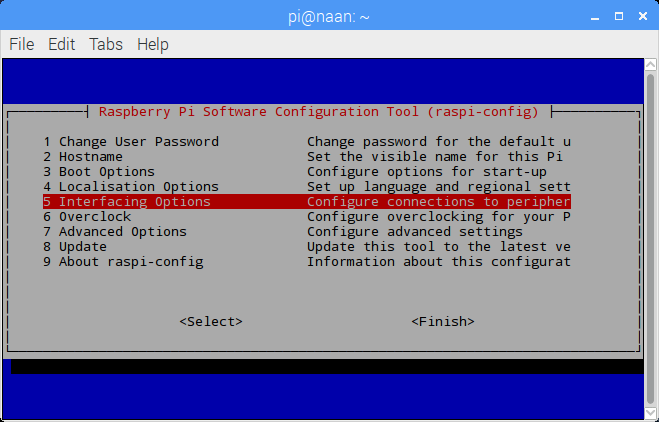 pi@naan: ~
File Edit Tabs Help
Raspberry Pi Software Configuration Tool (raspi-config)
1 Change User Password Change password for the default u
2 Hostname Set the visible name for this Pi
3 Boot Options Configure options for start-up
4 Localisation Options Set up language and regional sett
5 Interfacing Options Configure connections to peripher
6 Overclock Configure overclocking for your P
7 Advanced Options Configure advanced settings
8 Update Update this tool to the latest ve
9 About raspi-config Information about this configurat
<Select> <Finish>